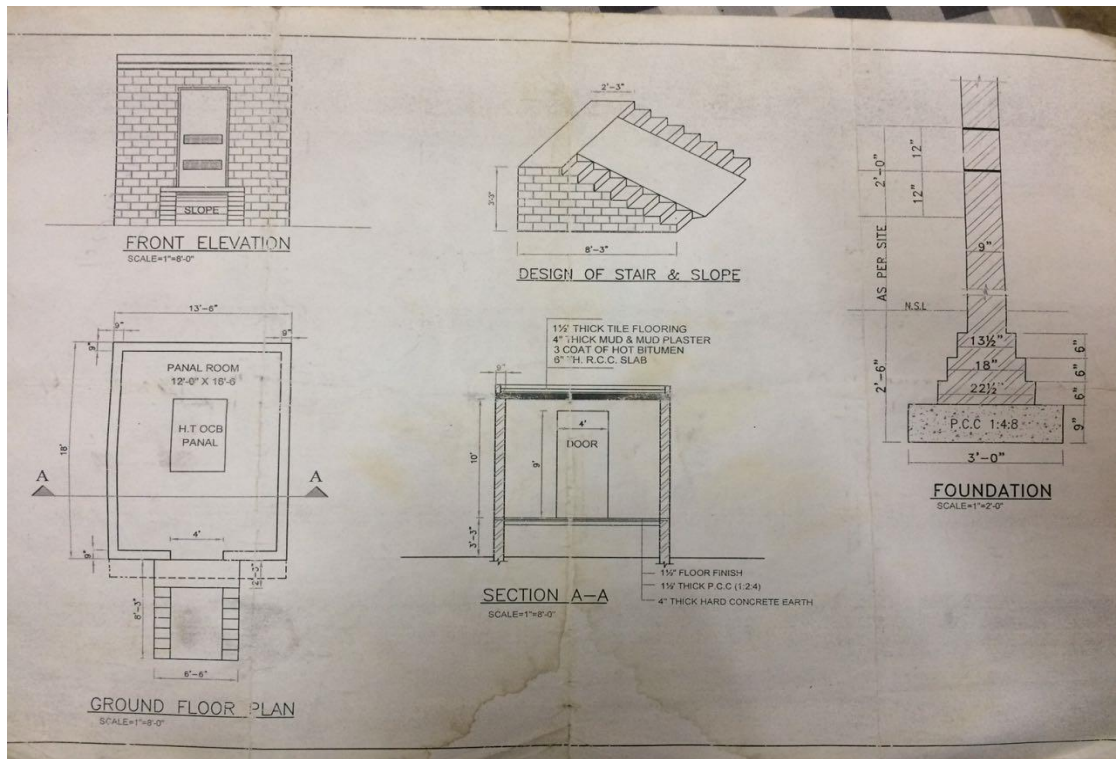 SLOPE
FRONT ELEVATION
SCALE=1"=8'-0"
2'-3"
3'-3"
8'-3"
DESIGN OF STAIR & SLOPE
2'-0"
12"
12"
AS PER SITE
9"
N.S.L
2'-6"
13½"
18"
22½"
6"
6"
6"
9"
P.C.C 1:4:8
3'-0"
FOUNDATION
SCALE=1"=2'-0"
13'-6"
9"
9"
9"
PANAL ROOM
12'-0" X 16'-6
H.T OCB
PANAL
18'
A
A
4'
9"
2'-3"
8'-3"
6'-6"
GROUND FLOOR PLAN
SCALE=1"=8'-0"
1½" THICK TILE FLOORING
4" THICK MUD & MUD PLASTER
3 COAT OF HOT BITUMEN
6" TH. R.C.C. SLAB
9"
4'
DOOR
9'
10'
3'-3"
1½" FLOOR FINISH
1½" THICK P.C.C (1:2:4)
4" THICK HARD CONCRETE EARTH
SECTION A-A
SCALE=1"=8'-0"